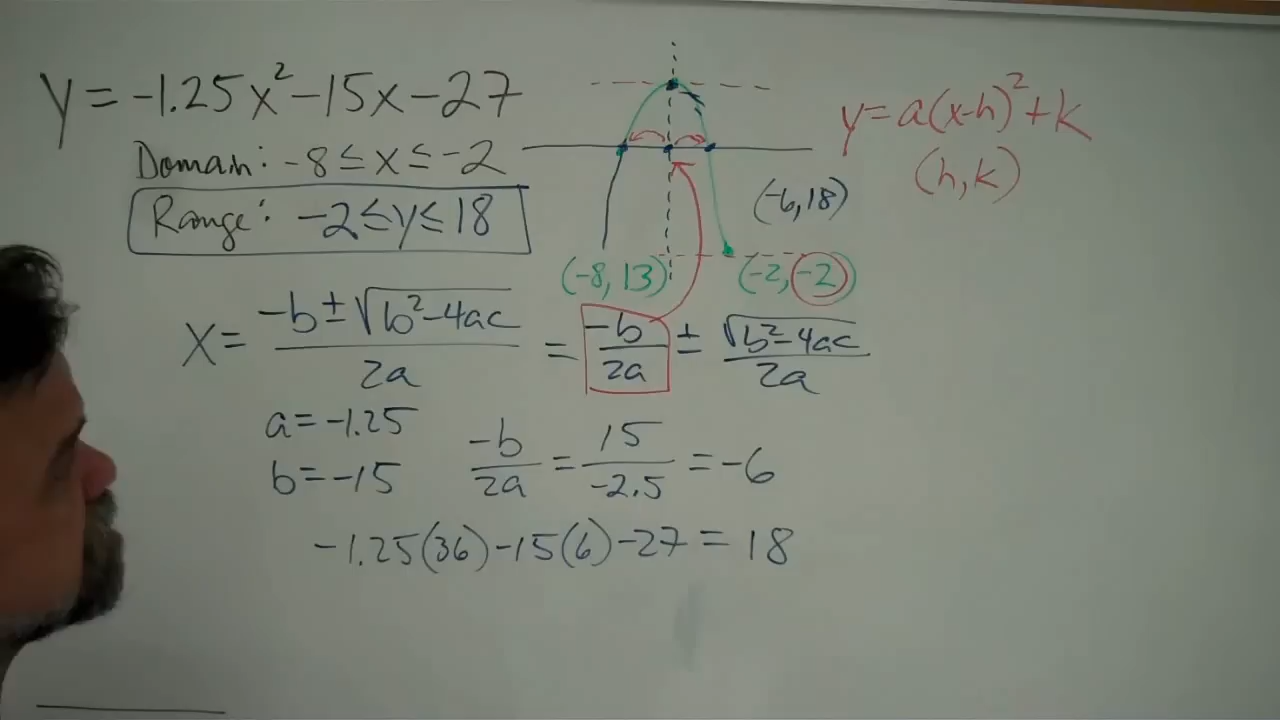 y = -1.25x² - 15x - 27
Domain: -8 ≤ x ≤ -2
Range: -2 ≤ y ≤ 18
y = a(x-h)² + k
(h, k)
(-6, 18)
(-8, 13)
(-2, -2)
x = (-b ± √(b² - 4ac)) / 2a = -b / 2a ± √(b² - 4ac) / 2a
a = -1.25
b = -15
-b / 2a = 15 / -2.5 = -6
-1.25(36) - 15(6) - 27 = 18